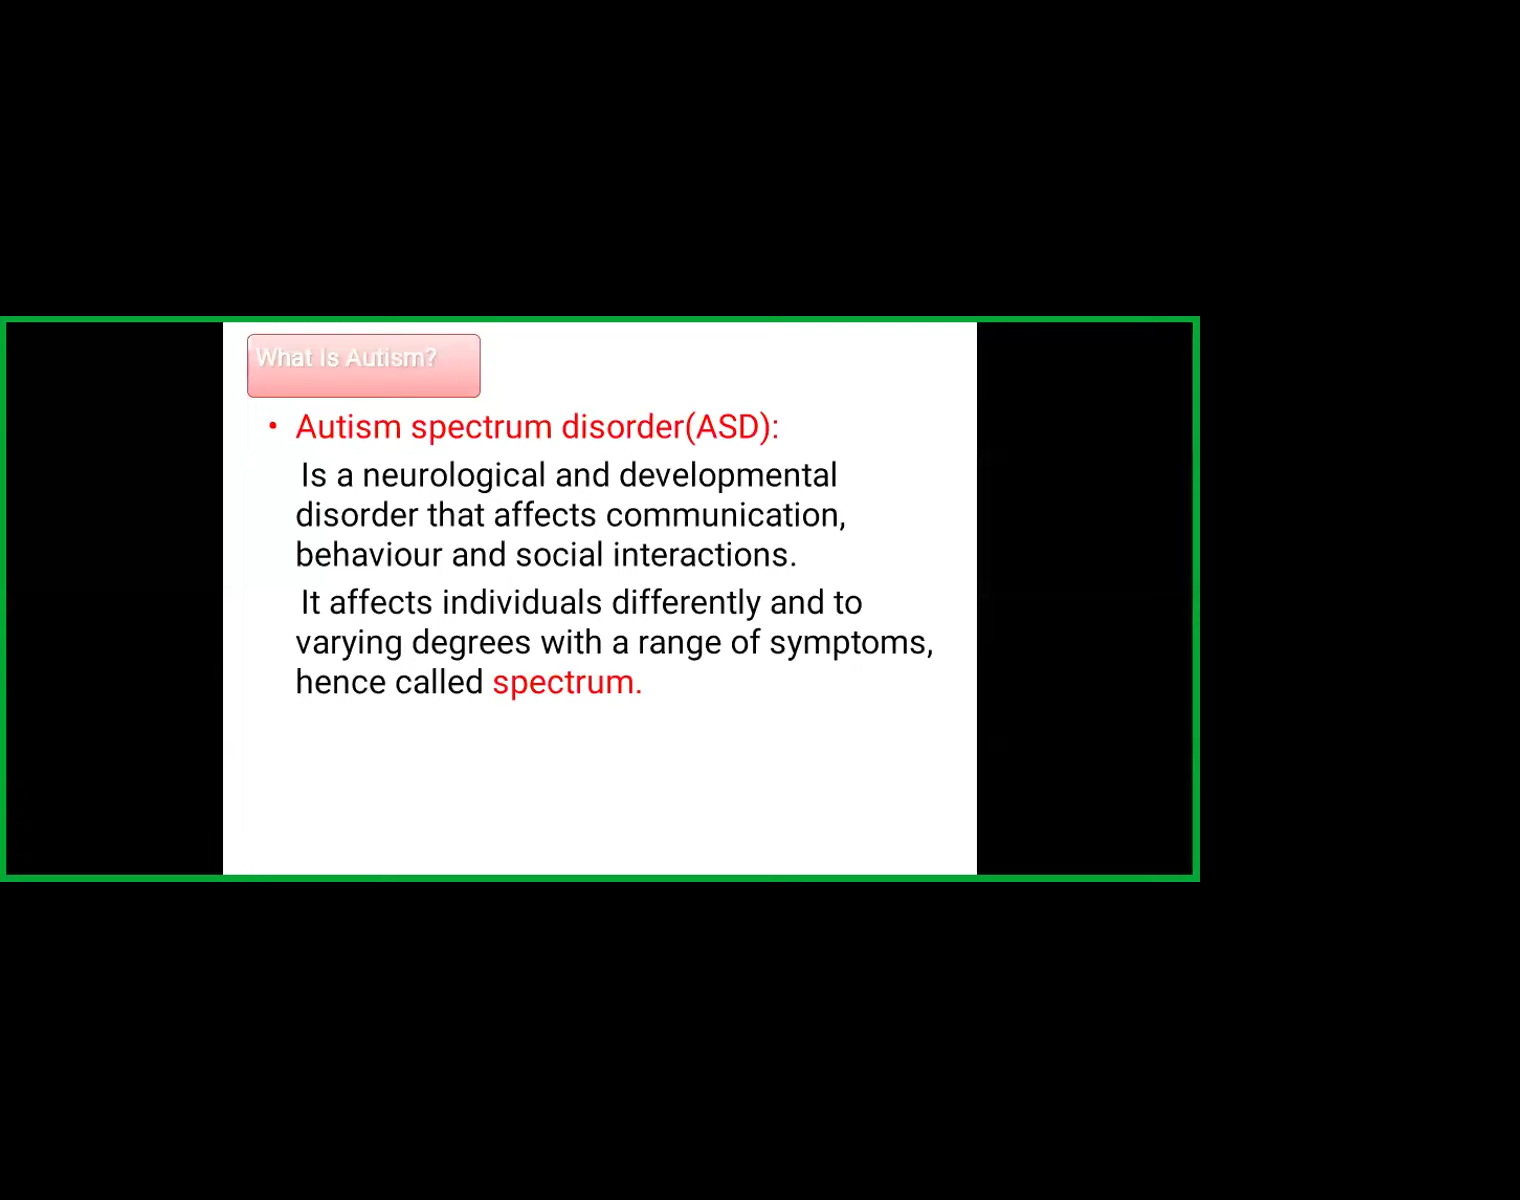 What Is Autism?
• Autism spectrum disorder(ASD):
Is a neurological and developmental
disorder that affects communication,
behaviour and social interactions.
It affects individuals differently and to
varying degrees with a range of symptoms,
hence called spectrum.